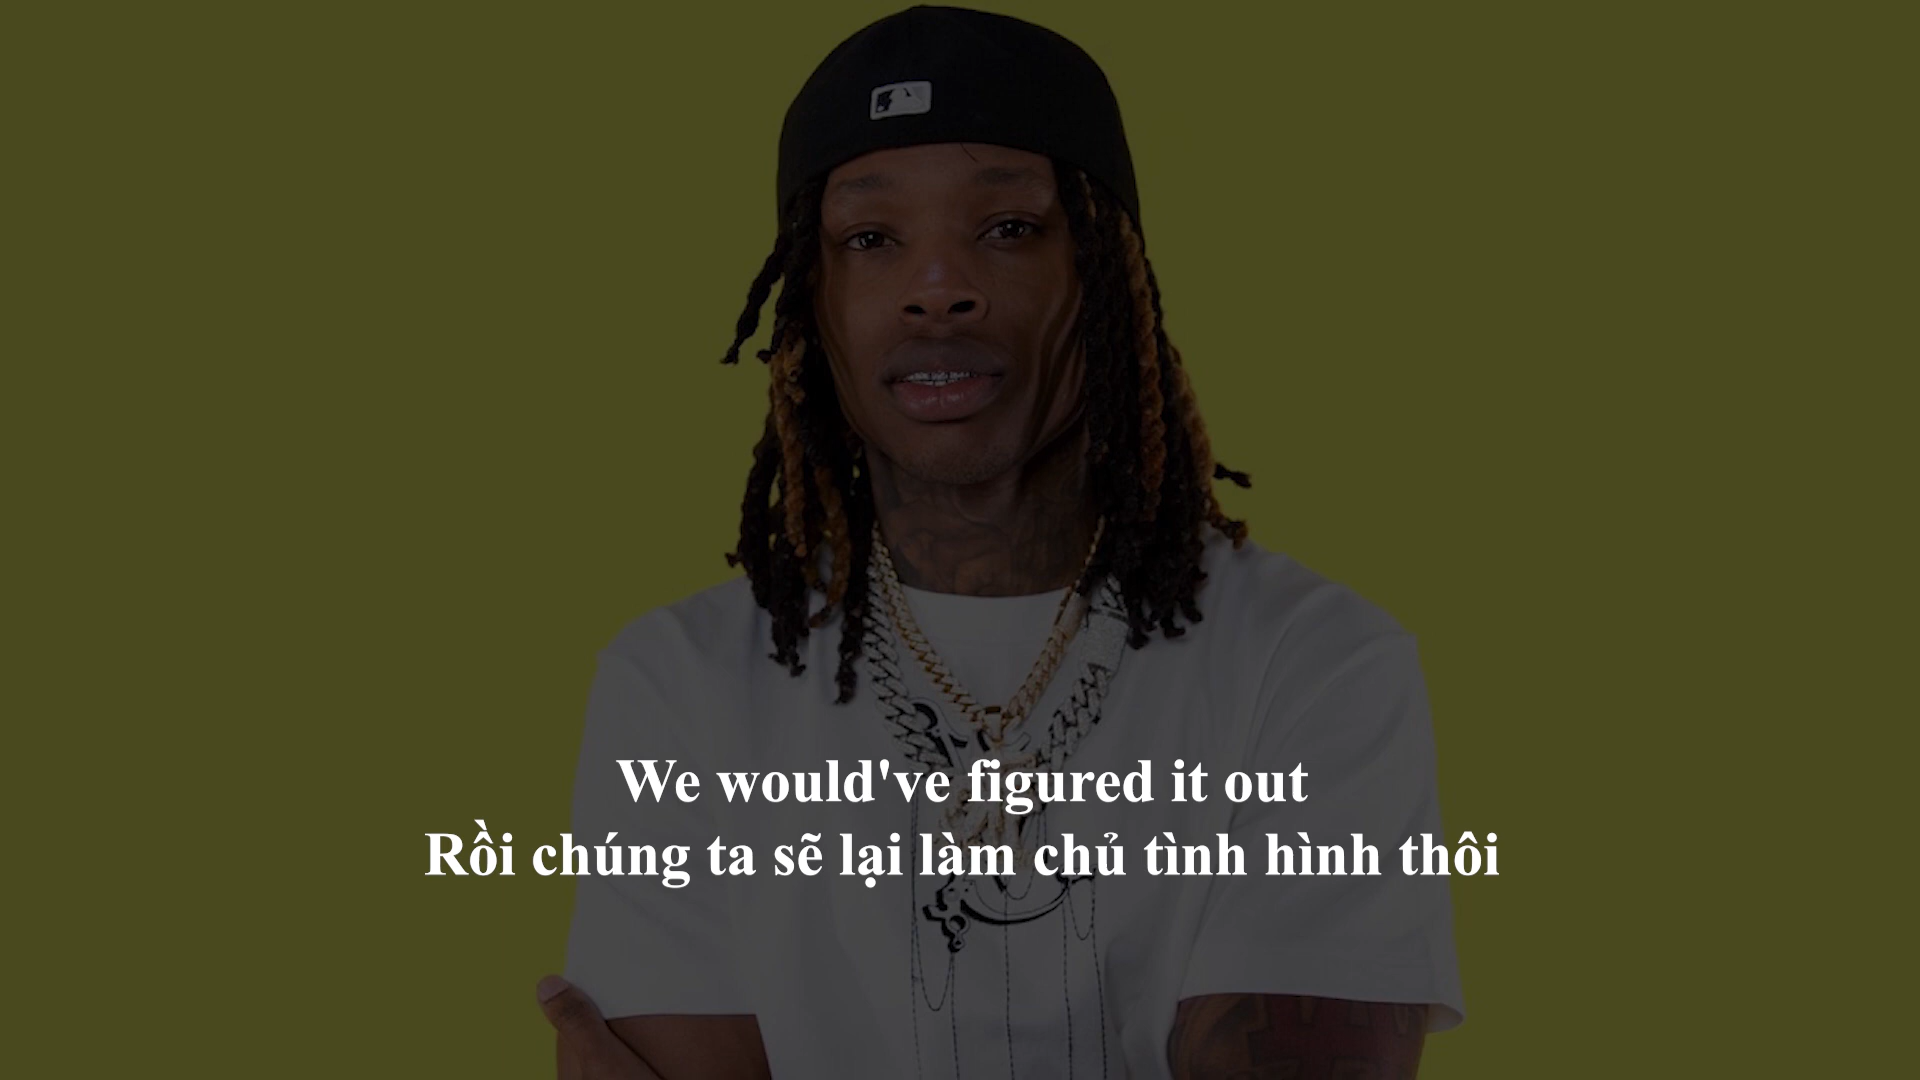 We would've figured it out
Rồi chúng ta sẽ lại làm chủ tình hình thôi